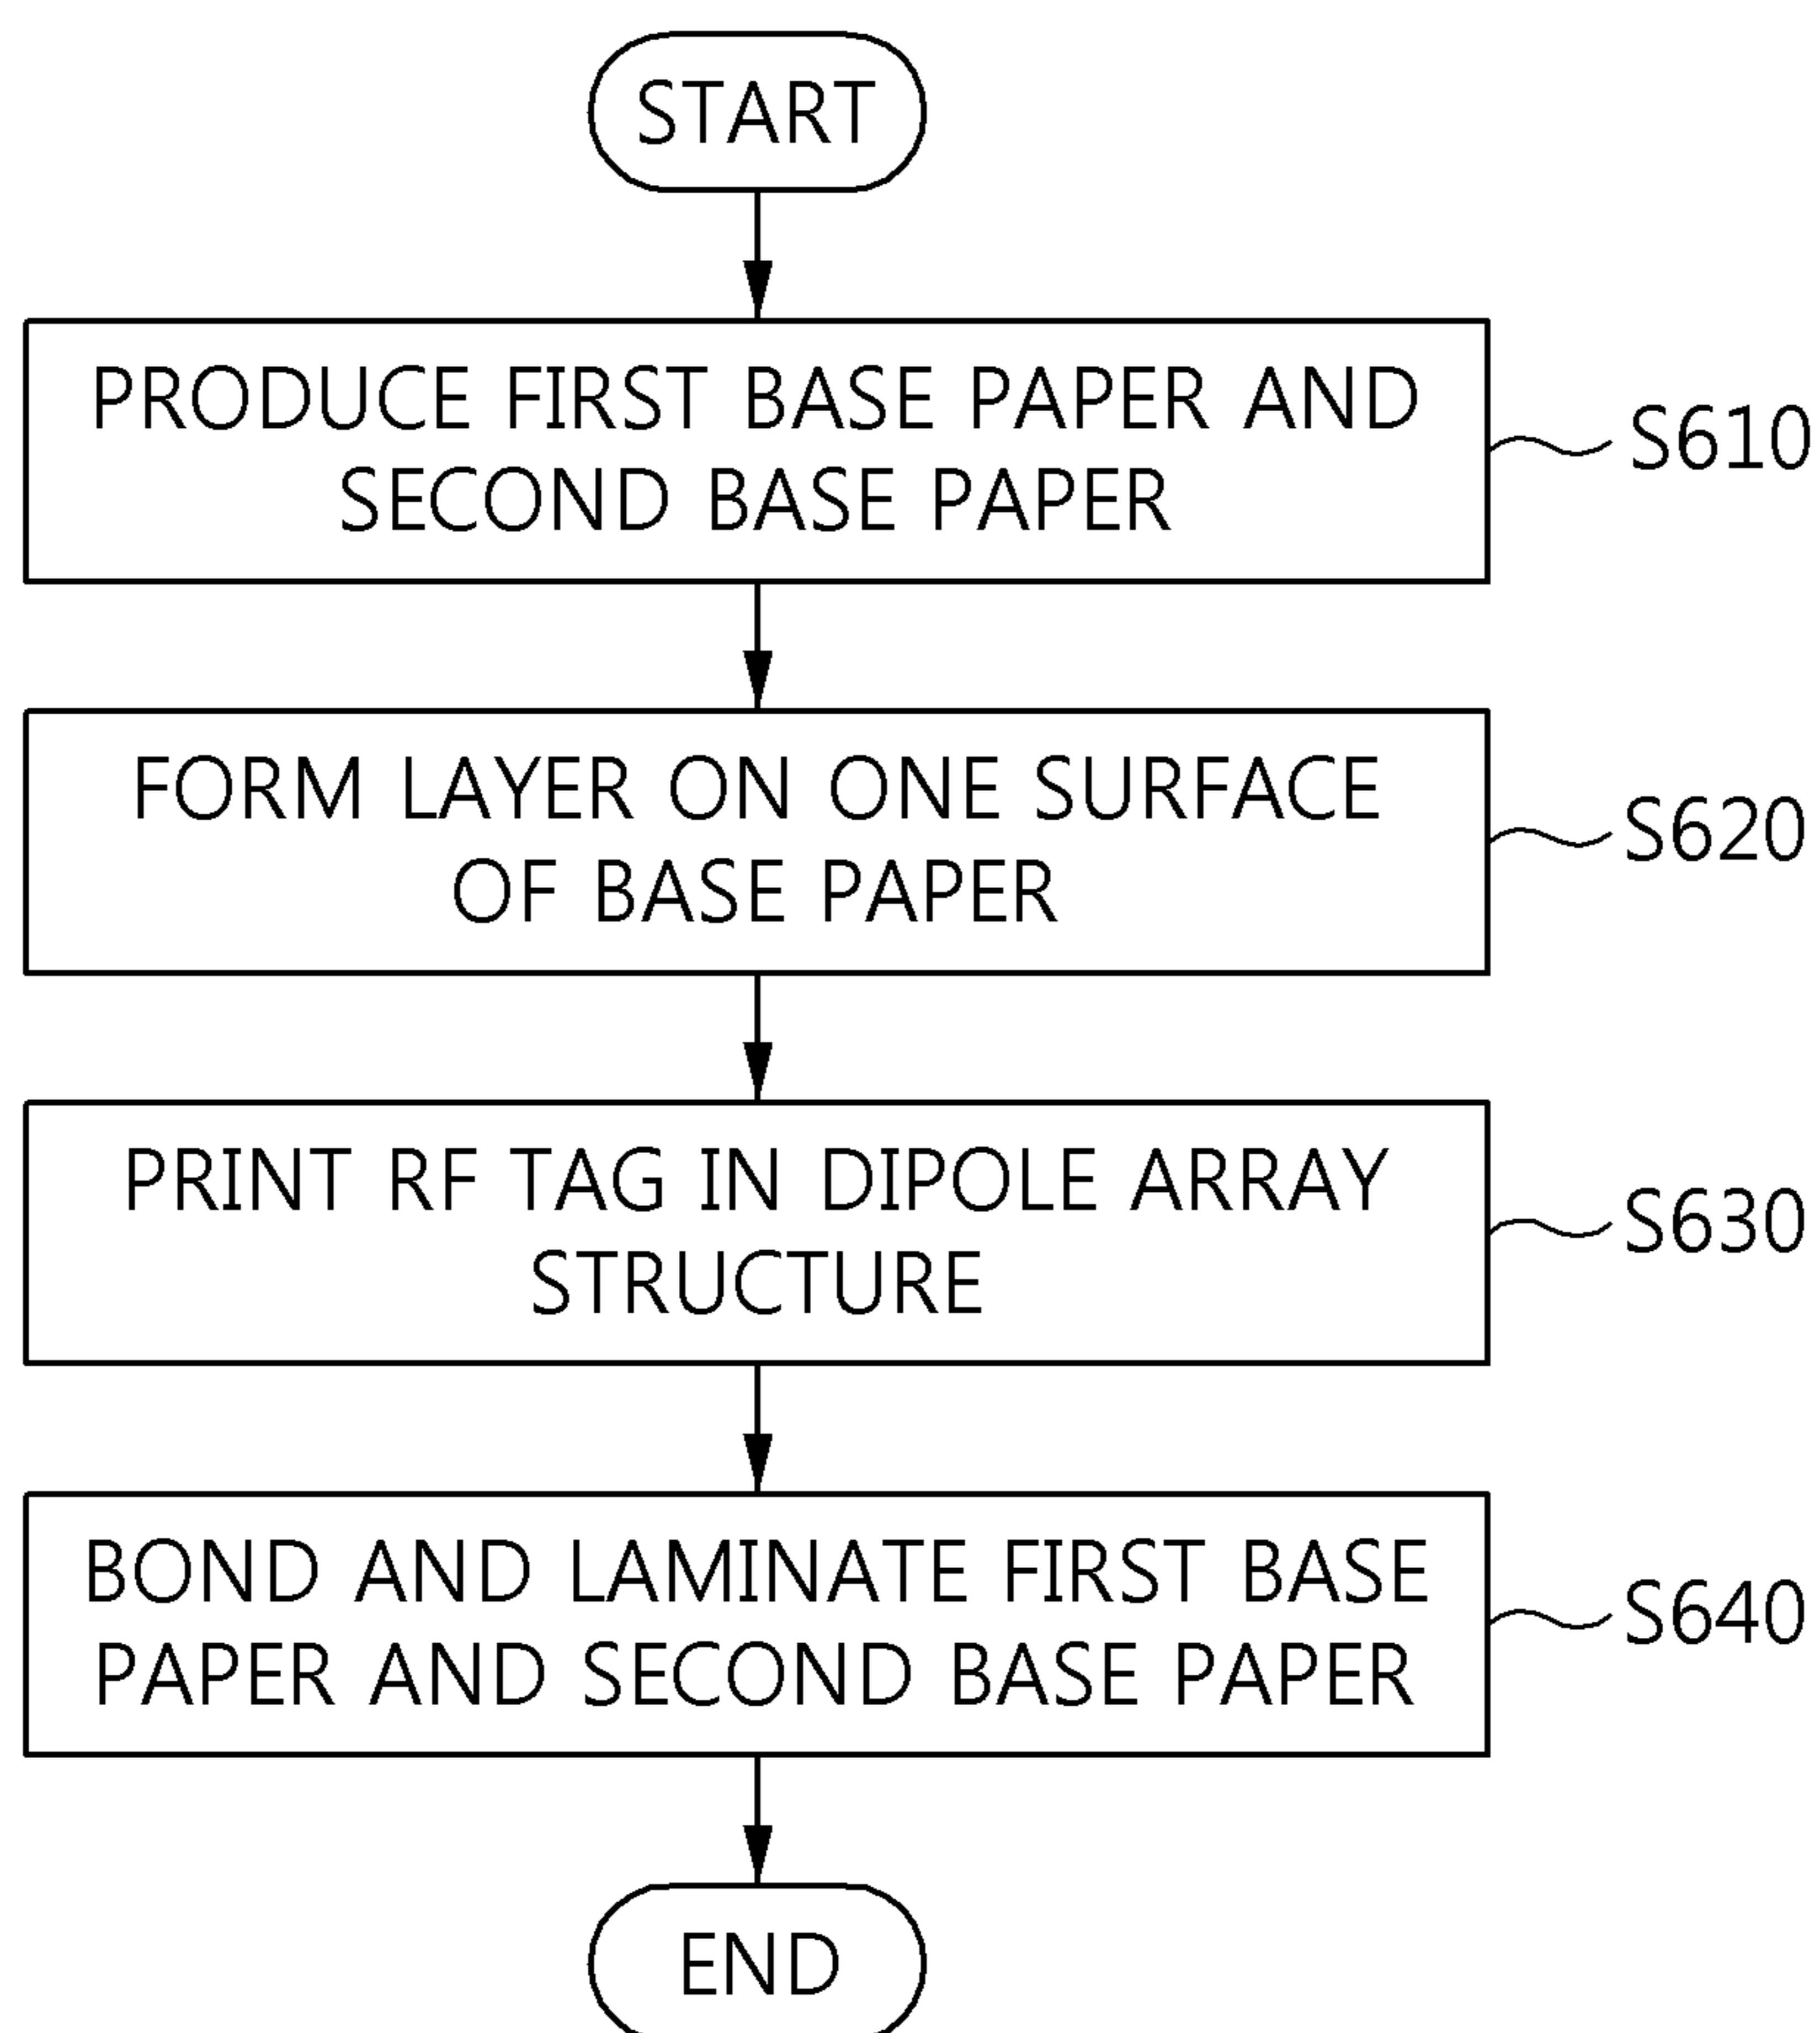 START
PRODUCE FIRST BASE PAPER AND
SECOND BASE PAPER
S610
FORM LAYER ON ONE SURFACE
OF BASE PAPER
S620
PRINT RF TAG IN DIPOLE ARRAY
STRUCTURE
S630
BOND AND LAMINATE FIRST BASE
PAPER AND SECOND BASE PAPER
S640
END